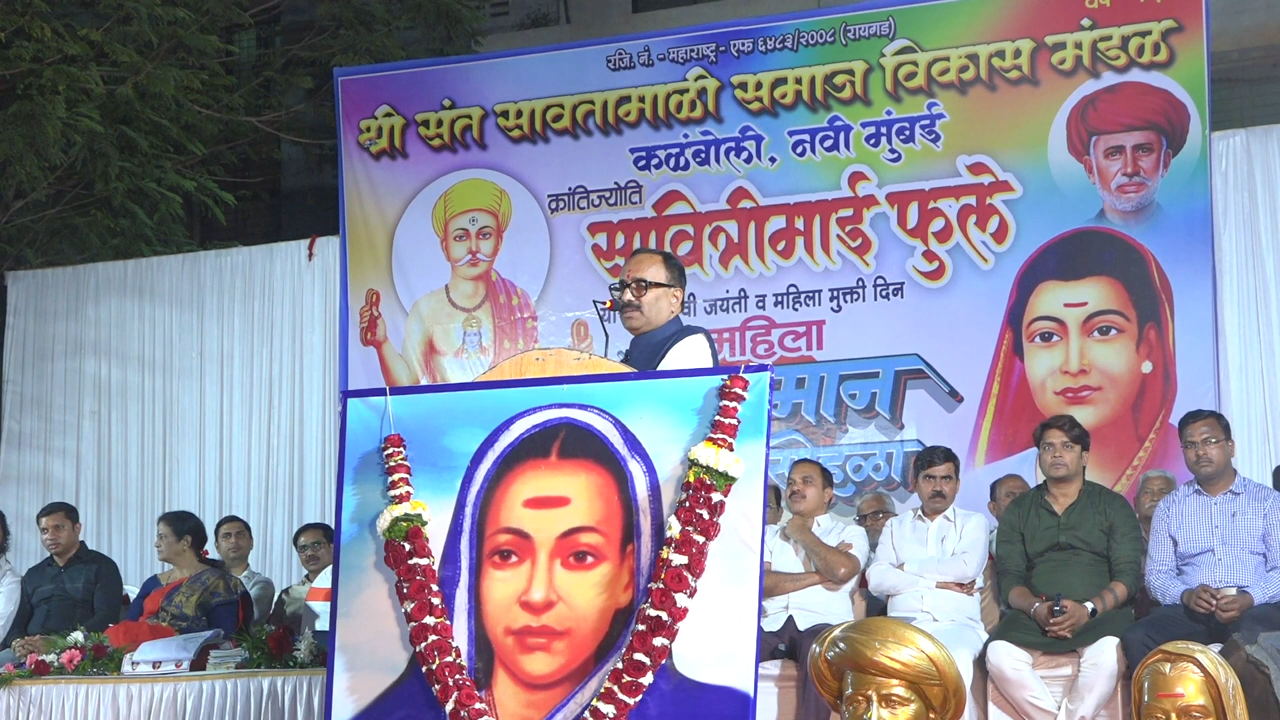 रजि. नं. - महाराष्ट्र - एफ ६४८३/२००८ (रायगड)
श्री संत सावतामाळी समाज विकास मंडळ
कळंबोली, नवी मुंबई
क्रांतिज्योति
सावित्रीमाई फुले
जयंती व महिला मुक्ती दिन
महिला